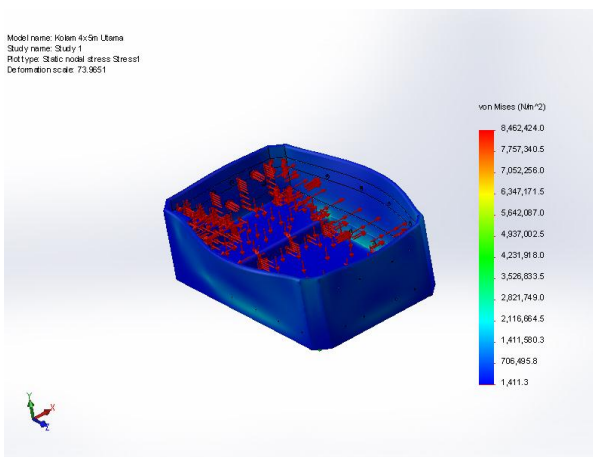 Model name: Kolam 4x5m Utama
Study name: Study 1
Plot type: Static nodal stress Stress1
Deformation scale: 73.9651
von Mises (N/m^2)
8,462,424.0
7,757,340.5
7,052,256.0
6,347,171.5
5,642,087.0
4,937,002.5
4,231,918.0
3,526,833.5
2,821,749.0
2,116,664.5
1,411,580.3
706,495.8
1,411.3
Y
X
Z